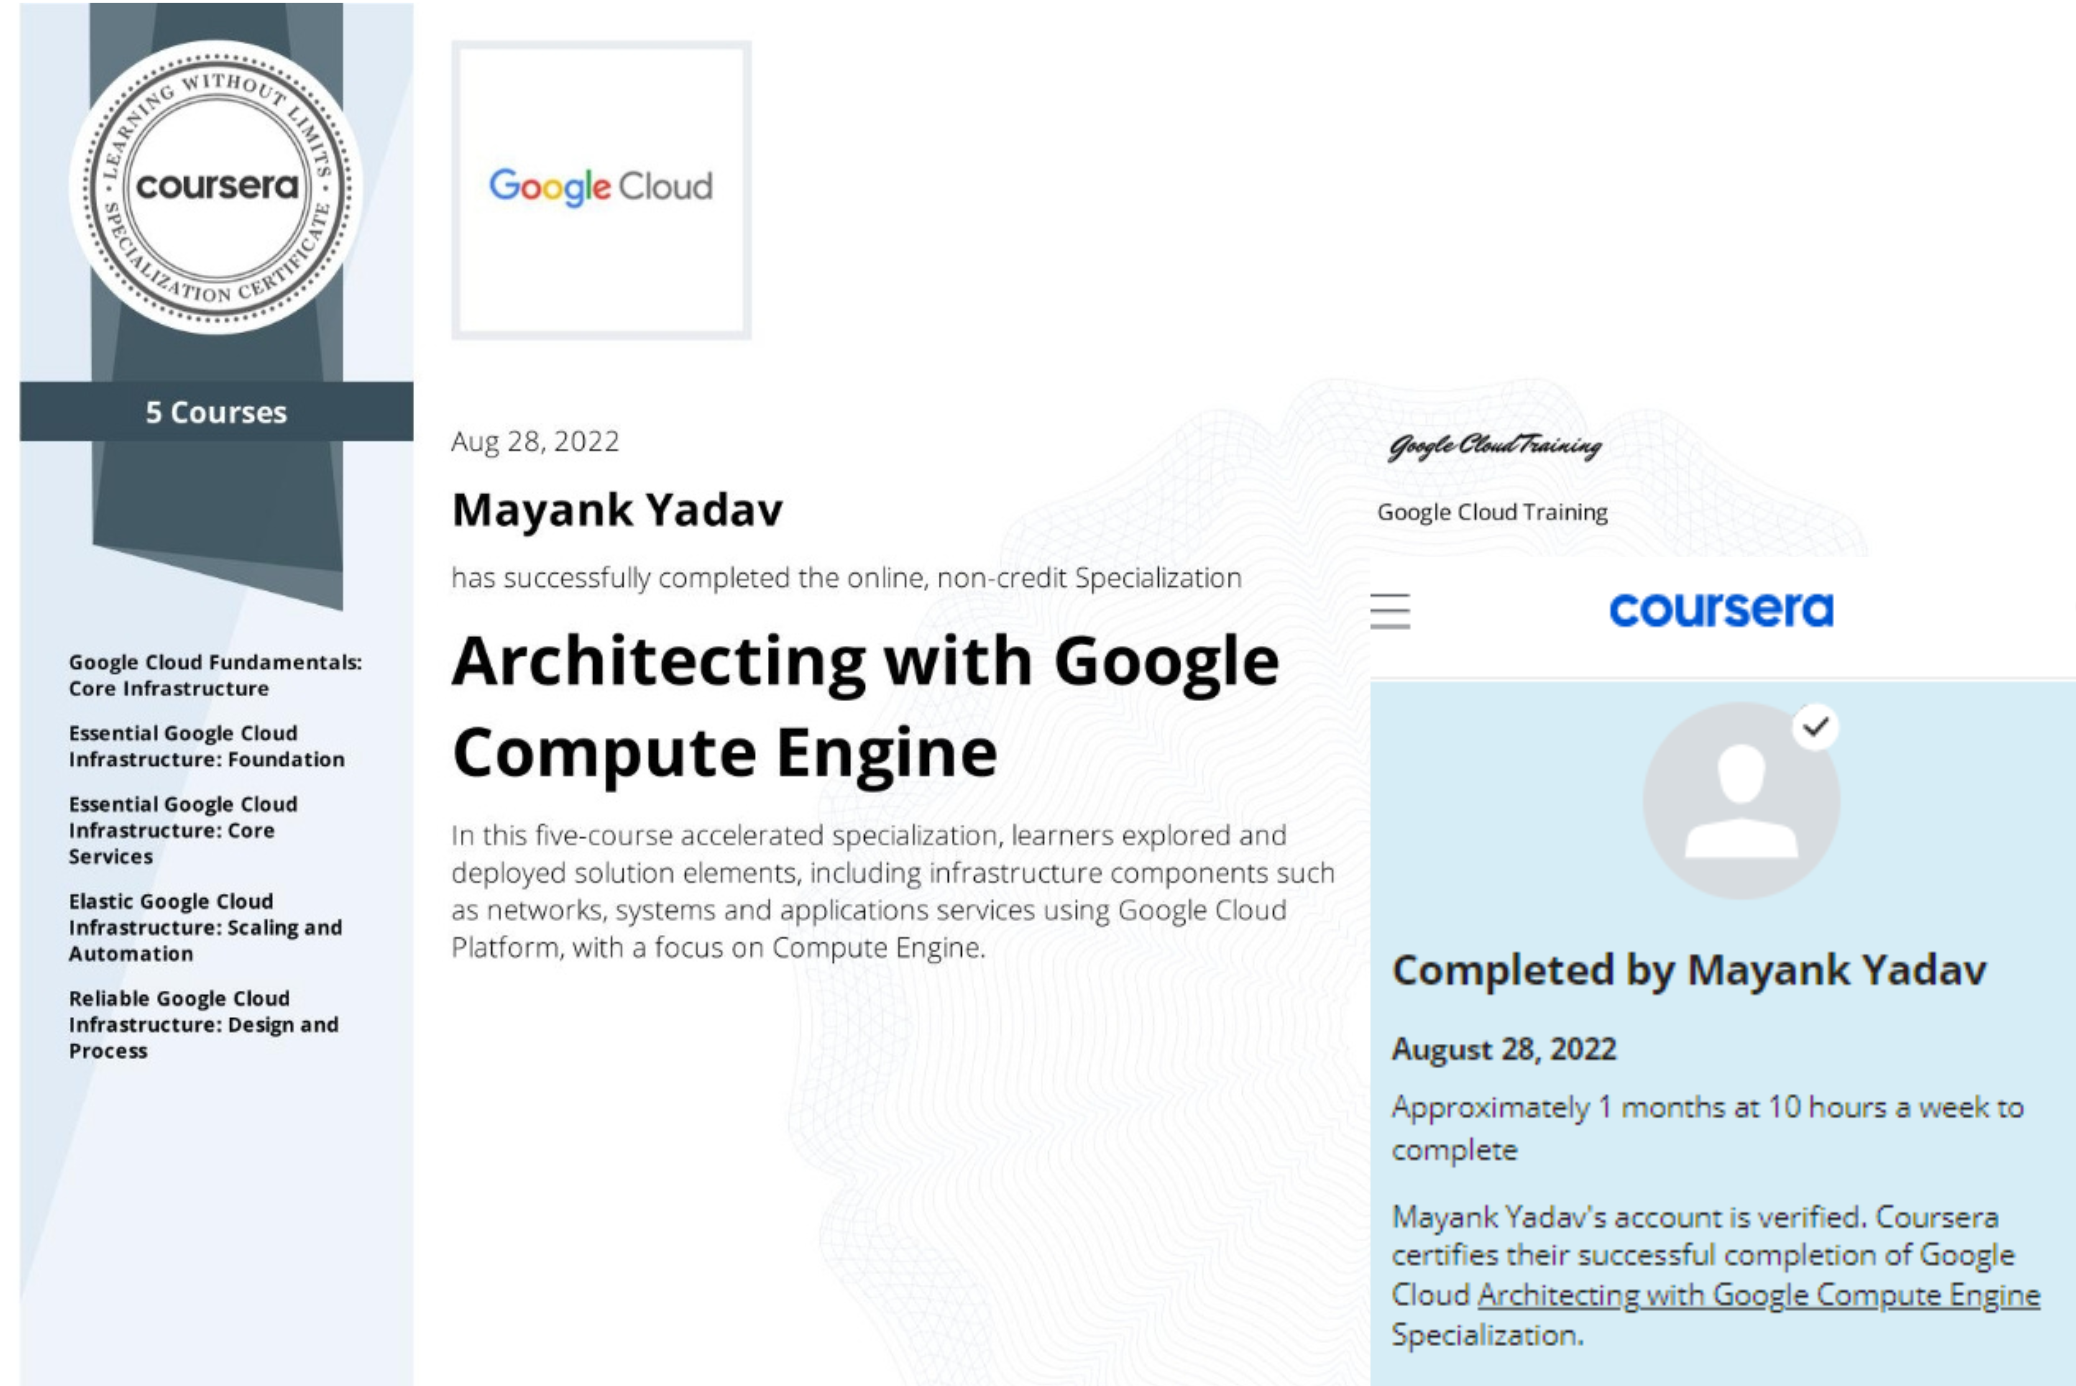 LEARNING WITHOUT LIMITS
coursera
SPECIALIZATION CERTIFICATE
5 Courses
Google Cloud Fundamentals:
Core Infrastructure
Essential Google Cloud
Infrastructure: Foundation
Essential Google Cloud
Infrastructure: Core
Services
Elastic Google Cloud
Infrastructure: Scaling and
Automation
Reliable Google Cloud
Infrastructure: Design and
Process
Google Cloud
Aug 28, 2022
Mayank Yadav
has successfully completed the online, non-credit Specialization
Architecting with Google
Compute Engine
In this five-course accelerated specialization, learners explored and
deployed solution elements, including infrastructure components such
as networks, systems and applications services using Google Cloud
Platform, with a focus on Compute Engine.
Google Cloud Training
Google Cloud Training
coursera
Completed by Mayank Yadav
August 28, 2022
Approximately 1 months at 10 hours a week to
complete
Mayank Yadav's account is verified. Coursera
certifies their successful completion of Google
Cloud Architecting with Google Compute Engine
Specialization.